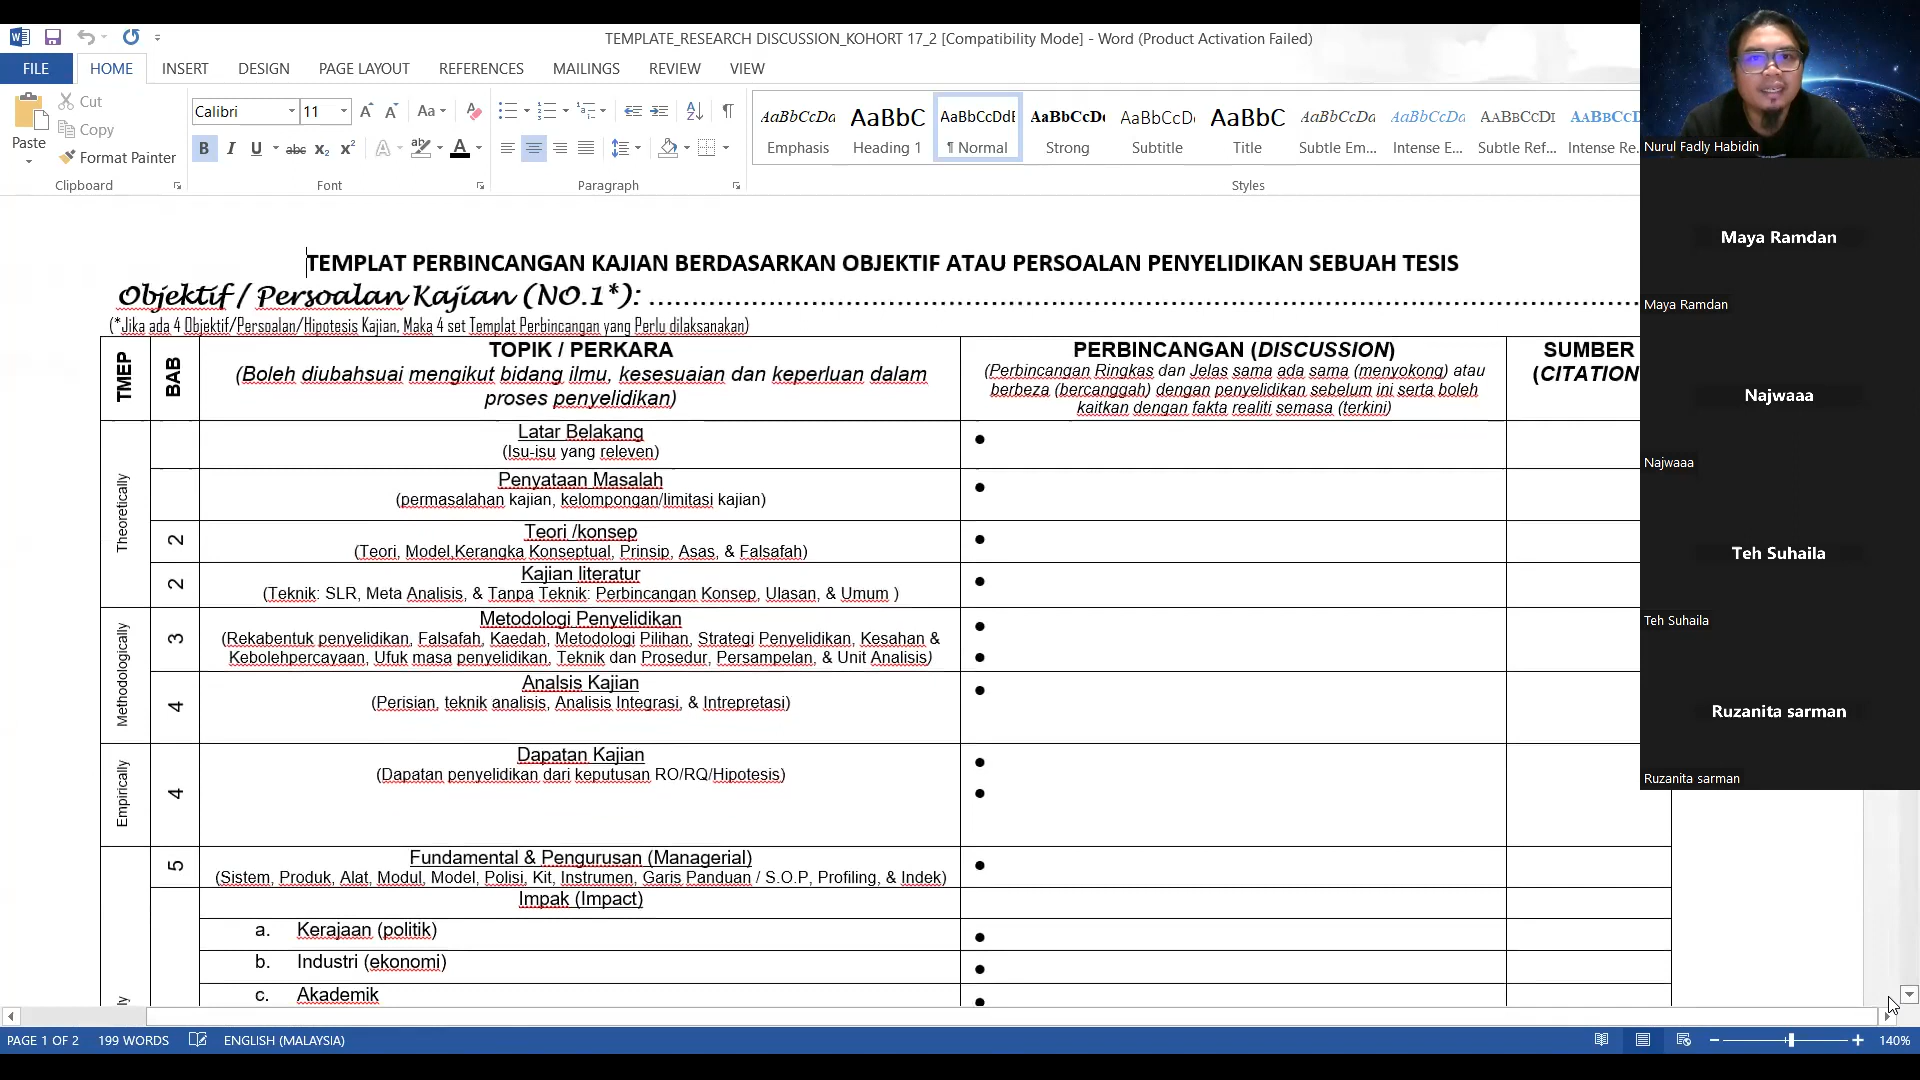 TEMPLATE_RESEARCH DISCUSSION_KOHORT 17_2 [Compatibility Mode] - Word (Product Activation Failed)
FILE HOME INSERT DESIGN PAGE LAYOUT REFERENCES MAILINGS REVIEW VIEW
Paste
Cut
Copy
Format Painter
Clipboard
Calibri 11
Font
Paragraph
AaBbCcDa AaBbC AaBbCcDdE AaBbCcDc AaBbCcDc AaBbC AaBbCcDa AaBbCcDa AABBCCDI AABBCCD
Emphasis Heading 1 ¶ Normal Strong Subtitle Title Subtle Em... Intense E... Subtle Ref... Intense Re...
Styles
TEMPLAT PERBINCANGAN KAJIAN BERDASARKAN OBJEKTIF ATAU PERSOALAN PENYELIDIKAN SEBUAH TESIS
Objektif / Persoalan Kajian (NO.1*): ................................................................
(*Jika ada 4 Objektif/Persoalan/Hipotesis Kajian, Maka 4 set Templat Perbincangan yang Perlu dilaksanakan)
TMEP
BAB
TOPIK / PERKARA
(Boleh diubahsuai mengikut bidang ilmu, kesesuaian dan keperluan dalam
proses penyelidikan)
PERBINCANGAN (DISCUSSION)
(Perbincangan Ringkas dan Jelas sama ada sama (menyokong) atau
berbeza (bercanggah) dengan penyelidikan sebelum ini serta boleh
kaitkan dengan fakta realiti semasa (terkini)
SUMBER
(CITATION
Theoretically
Latar Belakang
(Isu-isu yang releven)
Penyataan Masalah
(permasalahan kajian, kelompongan/limitasi kajian)
2
Teori /konsep
(Teori, Model,Kerangka Konseptual, Prinsip, Asas, & Falsafah)
2
Kajian literatur
(Teknik: SLR, Meta Analisis, & Tanpa Teknik: Perbincangan Konsep, Ulasan, & Umum )
Methodologically
3
Metodologi Penyelidikan
(Rekabentuk penyelidikan, Falsafah, Kaedah, Metodologi Pilihan, Strategi Penyelidikan, Kesahan &
Kebolehpercayaan, Ufuk masa penyelidikan, Teknik dan Prosedur, Persampelan, & Unit Analisis)
4
Analsis Kajian
(Perisian, teknik analisis, Analisis Integrasi, & Intrepretasi)
Empirically
4
Dapatan Kajian
(Dapatan penyelidikan dari keputusan RO/RQ/Hipotesis)
5
Fundamental & Pengurusan (Managerial)
(Sistem, Produk, Alat, Modul, Model, Polisi, Kit, Instrumen, Garis Panduan / S.O.P, Profiling, & Indek)
Impak (Impact)
a. Kerajaan (politik)
b. Industri (ekonomi)
c. Akademik
Nurul Fadly Habidin
Maya Ramdan
Maya Ramdan
Najwaaa
Najwaaa
Teh Suhaila
Teh Suhaila
Ruzanita sarman
Ruzanita sarman
PAGE 1 OF 2 199 WORDS ENGLISH (MALAYSIA) 140%